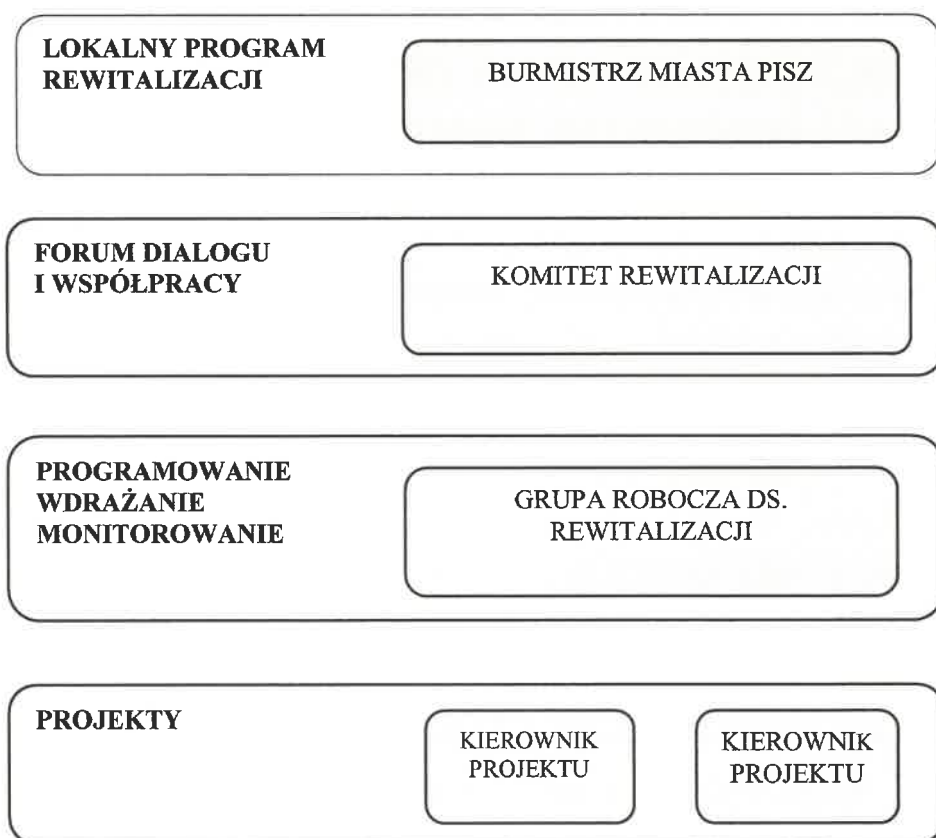 LOKALNY PROGRAM
REWITALIZACJI
BURMISTRZ MIASTA PISZ
FORUM DIALOGU
I WSPÓŁPRACY
KOMITET REWITALIZACJI
PROGRAMOWANIE
WDRAŻANIE
MONITOROWANIE
GRUPA ROBOCZA DS.
REWITALIZACJI
PROJEKTY
KIEROWNIK
PROJEKTU
KIEROWNIK
PROJEKTU